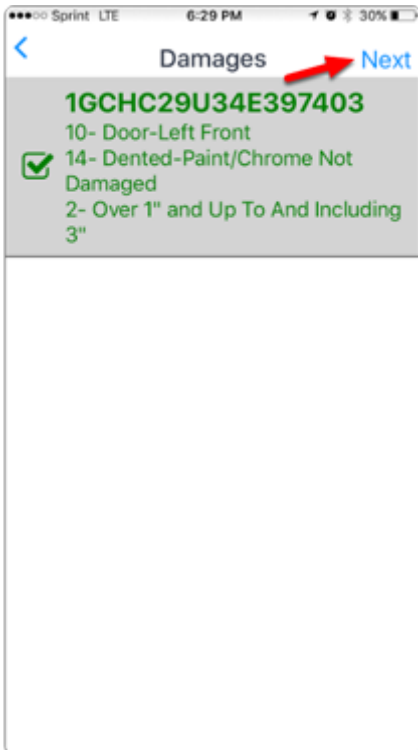 Sprint LTE 6:29 PM 30%
Damages Next
1GCHC29U34E397403
10- Door-Left Front
14- Dented-Paint/Chrome Not
Damaged
2- Over 1" and Up To And Including
3"